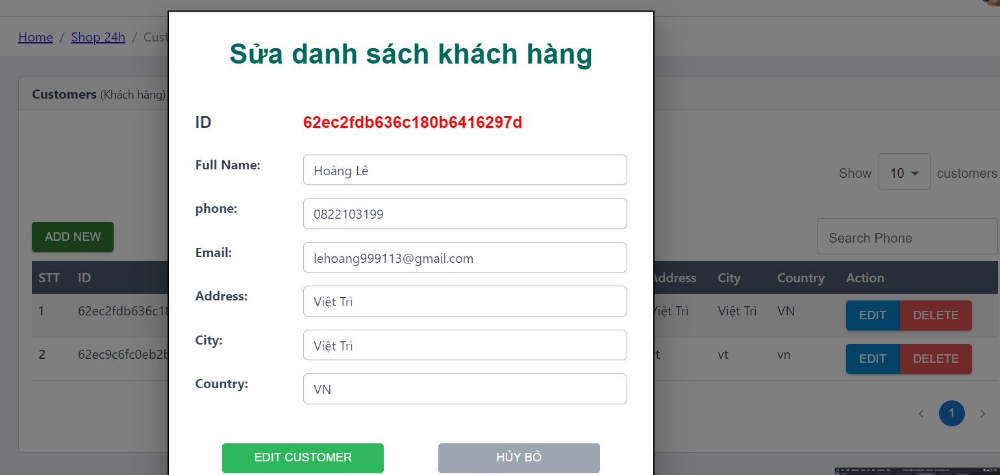 Home / Shop 24h / Cust
Sửa danh sách khách hàng
Customers (Khách hàng)
ID 62ec2fdb636c180b6416297d
Full Name: Hoàng Lê
Show 10 customers
phone: 0822103199
ADD NEW
Search Phone
Email: lehoang999113@gmail.com
STT ID Address City Country Action
Address: Việt Trì
1 62ec2fdb636c18 Việt Trì Việt Trì VN EDIT DELETE
City: Việt Trì
2 62ec9c6fc0eb2b vt vt vn EDIT DELETE
Country: VN
1
EDIT CUSTOMER HỦY BỎ